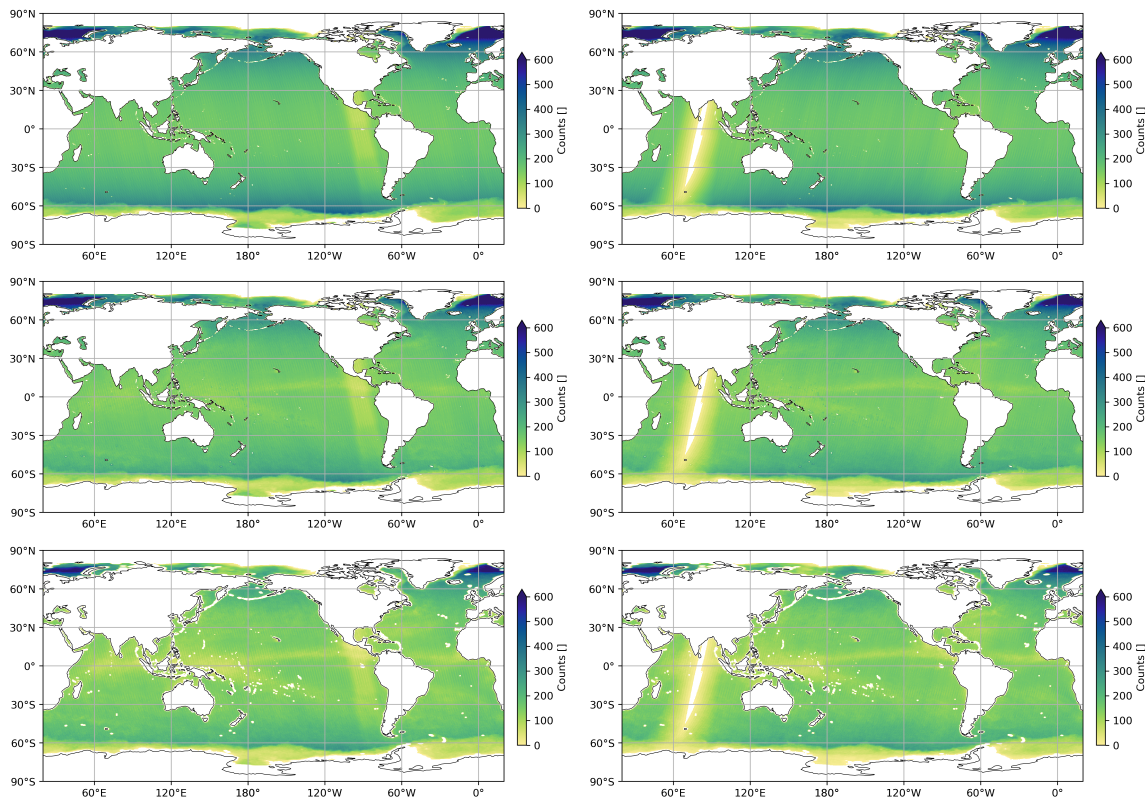 90°N 90°N
60°N 600 60°N 600
500 500
30°N 400 30°N 400
0° 300 Counts [] 0° 300 Counts []
30°S 200 30°S 200
100 100
60°S 0 60°S 0
90°S 90°S
60°E 120°E 180° 120°W 60°W 0° 60°E 120°E 180° 120°W 60°W 0°
90°N 90°N
60°N 600 60°N 600
500 500
30°N 400 30°N 400
0° 300 Counts [] 0° 300 Counts []
30°S 200 30°S 200
100 100
60°S 0 60°S 0
90°S 90°S
60°E 120°E 180° 120°W 60°W 0° 60°E 120°E 180° 120°W 60°W 0°
90°N 90°N
60°N 600 60°N 600
500 500
30°N 400 30°N 400
0° 300 Counts [] 0° 300 Counts []
30°S 200 30°S 200
100 100
60°S 0 60°S 0
90°S 90°S
60°E 120°E 180° 120°W 60°W 0° 60°E 120°E 180° 120°W 60°W 0°